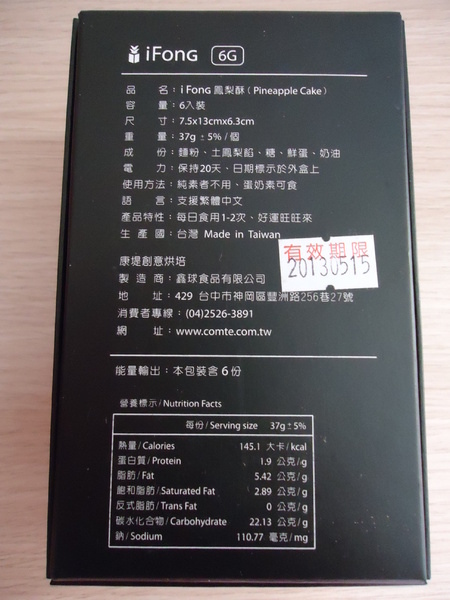 iFong 6G
品名：i Fong 鳳梨酥（Pineapple Cake）
容量：6入裝
尺寸：7.5x13cmx6.3cm
重量：37g±5%/個
成份：麵粉、土鳳梨餡、糖、鮮蛋、奶油
電力：保持20天、日期標示於外盒上
使用方法：純素者不用、蛋奶素可食
語言：支援繁體中文
產品特性：每日食用1-2次、好運旺旺來
生產國：台灣 Made in Taiwan
有效期限
20130515
康堤創意烘培
製造商：鑫球食品有限公司
地址：429 台中市神岡區豐洲路256巷27號
消費者專線：(04)2526-3891
網址：www.comte.com.tw
能量輸出：本包裝含6份
營養標示/Nutrition Facts
每份/Serving size 37g±5%
熱量/Calories 145.1 大卡/kcal
蛋白質/Protein 1.9 公克/g
脂肪/Fat 5.42 公克/g
飽和脂肪/Saturated Fat 2.89 公克/g
反式脂肪/Trans Fat 0 公克/g
碳水化合物/Carbohydrate 22.13 公克/g
鈉/Sodium 110.77 毫克/mg